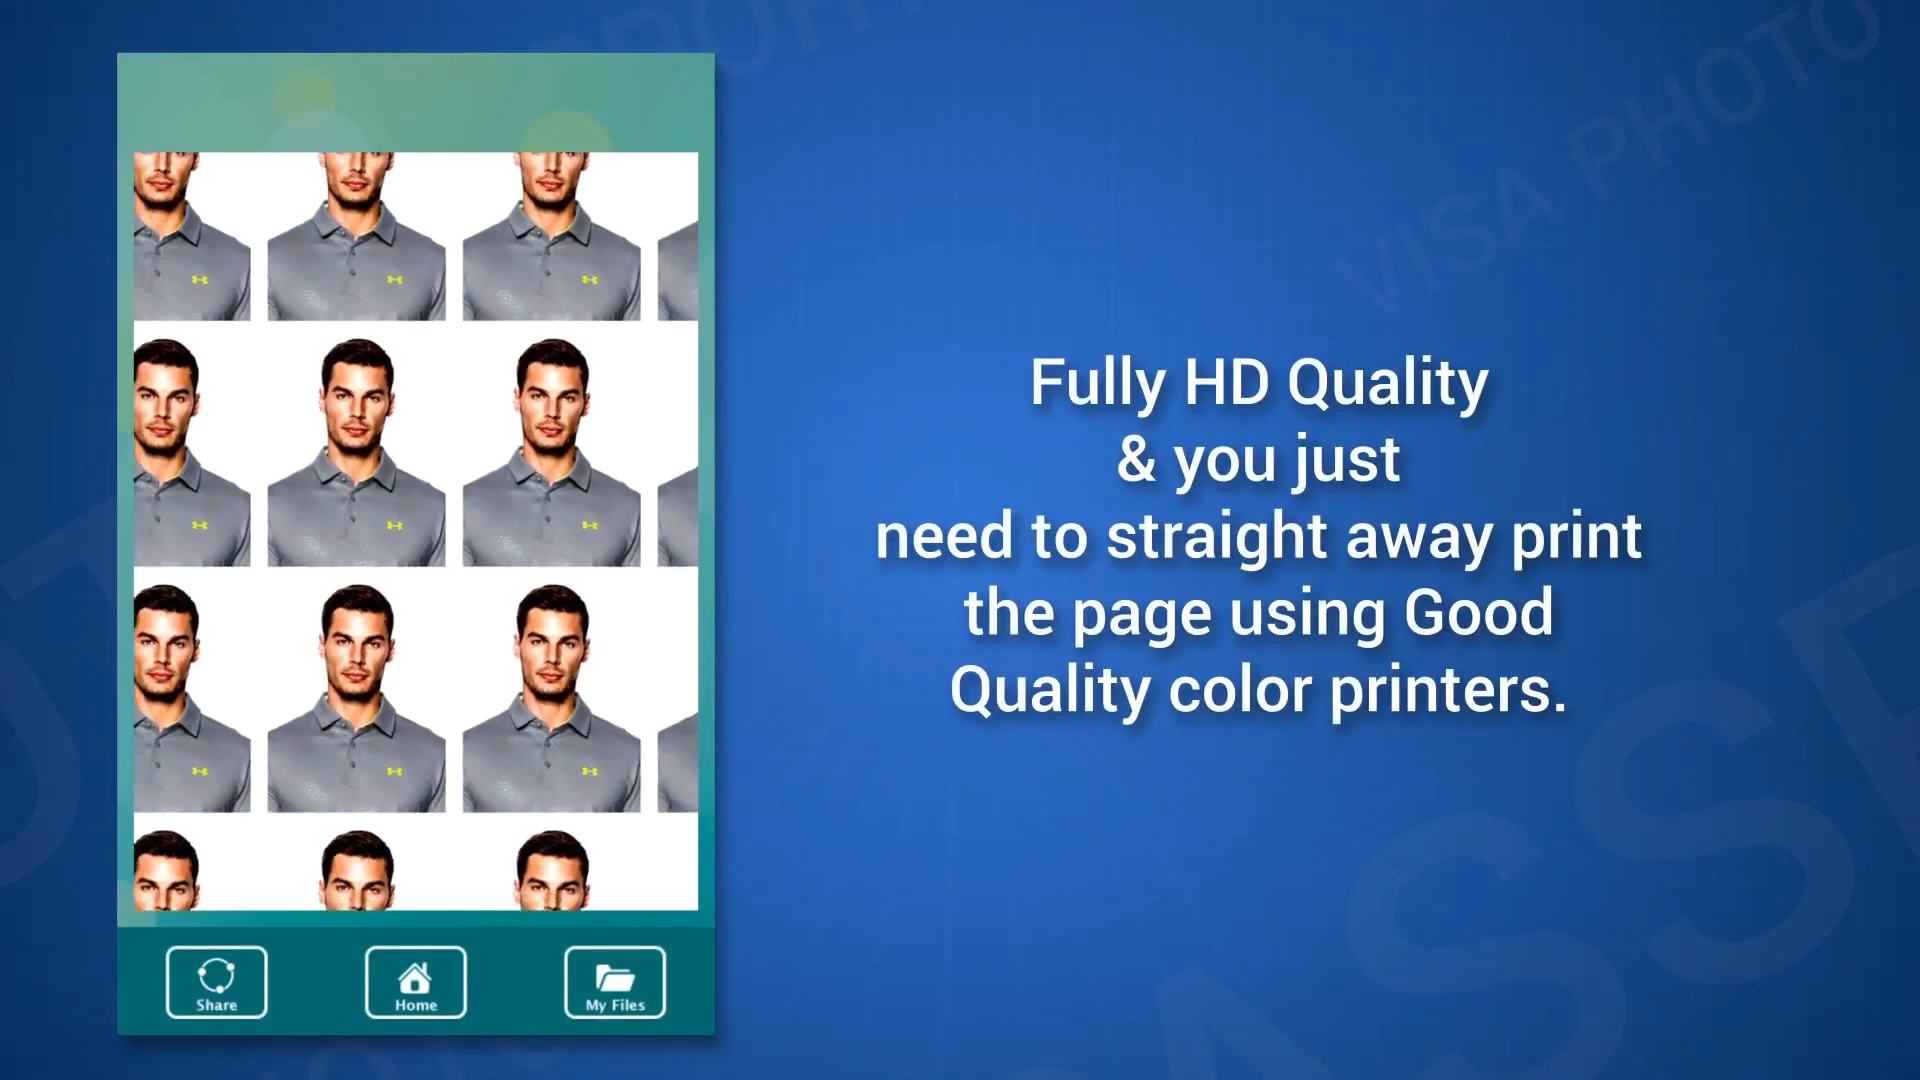 VISA PHOTO
Fully HD Quality
& you just
need to straight away print
the page using Good
Quality color printers.
Share
Home
My Files